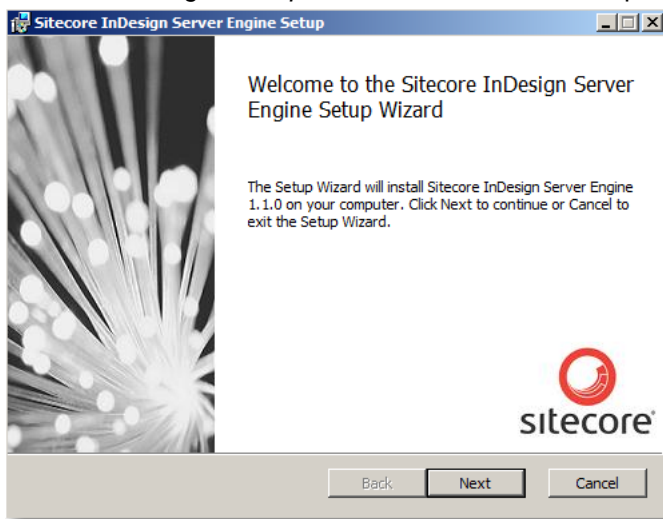 Sitecore InDesign Server Engine Setup
Welcome to the Sitecore InDesign Server
Engine Setup Wizard
The Setup Wizard will install Sitecore InDesign Server Engine
1.1.0 on your computer. Click Next to continue or Cancel to
exit the Setup Wizard.
sitecore
Back Next Cancel